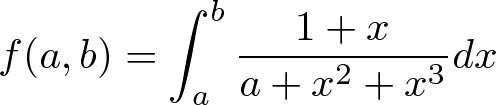 f(a, b) = \int_a^b \frac{1 + x}{a + x^2 + x^3} dx